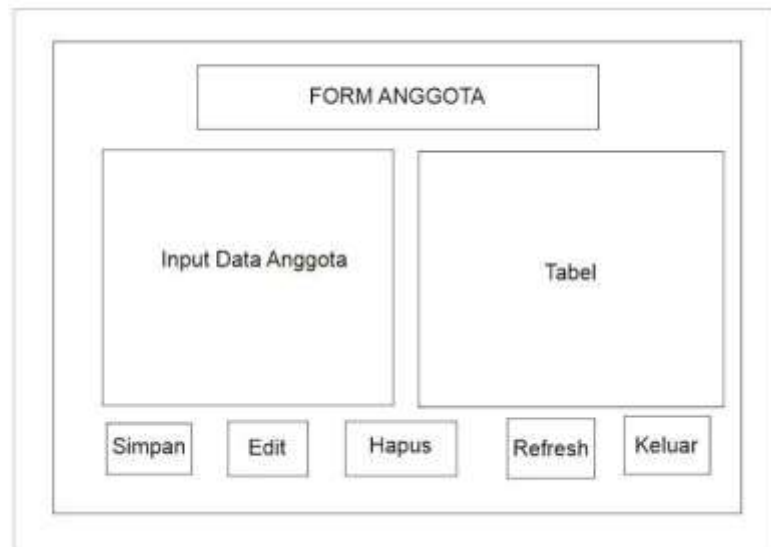 FORM ANGGOTA
Input Data Anggota
Tabel
Simpan
Edit
Hapus
Refresh
Keluar